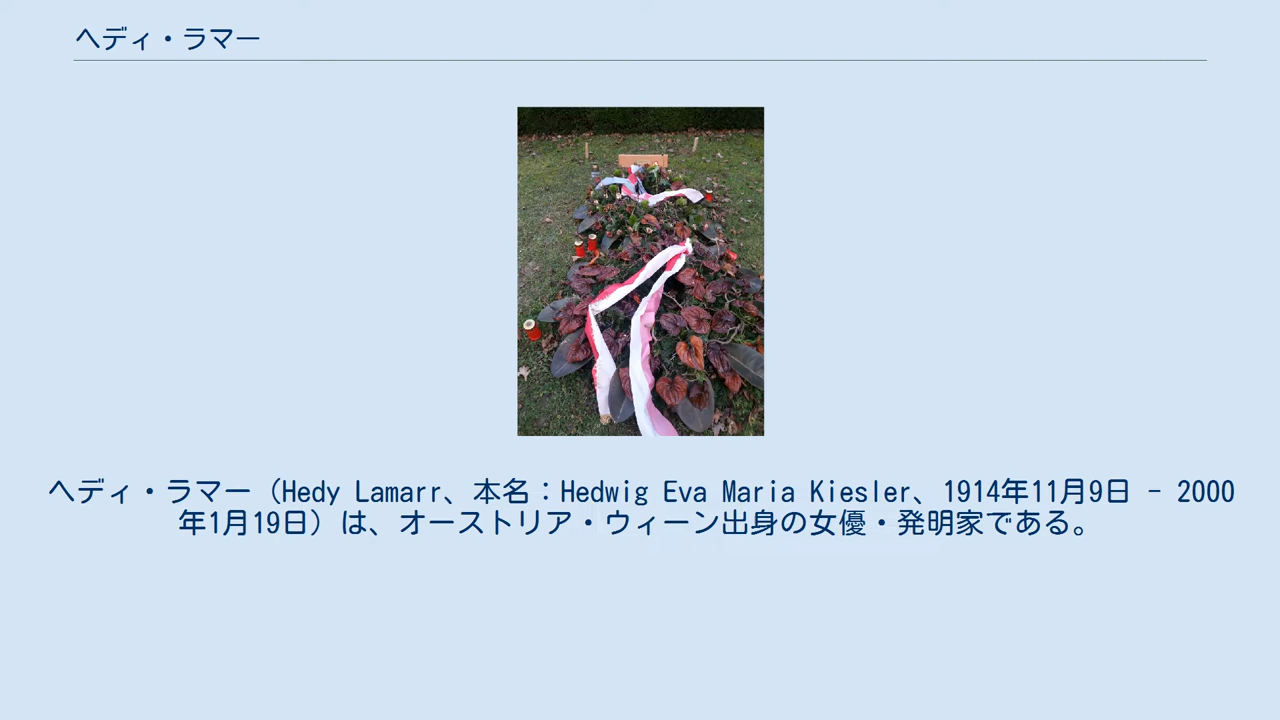 ヘディ・ラマー
ヘディ・ラマー（Hedy Lamarr、本名：Hedwig Eva Maria Kiesler、1914年11月9日 - 2000
年1月19日）は、オーストリア・ウィーン出身の女優・発明家である。